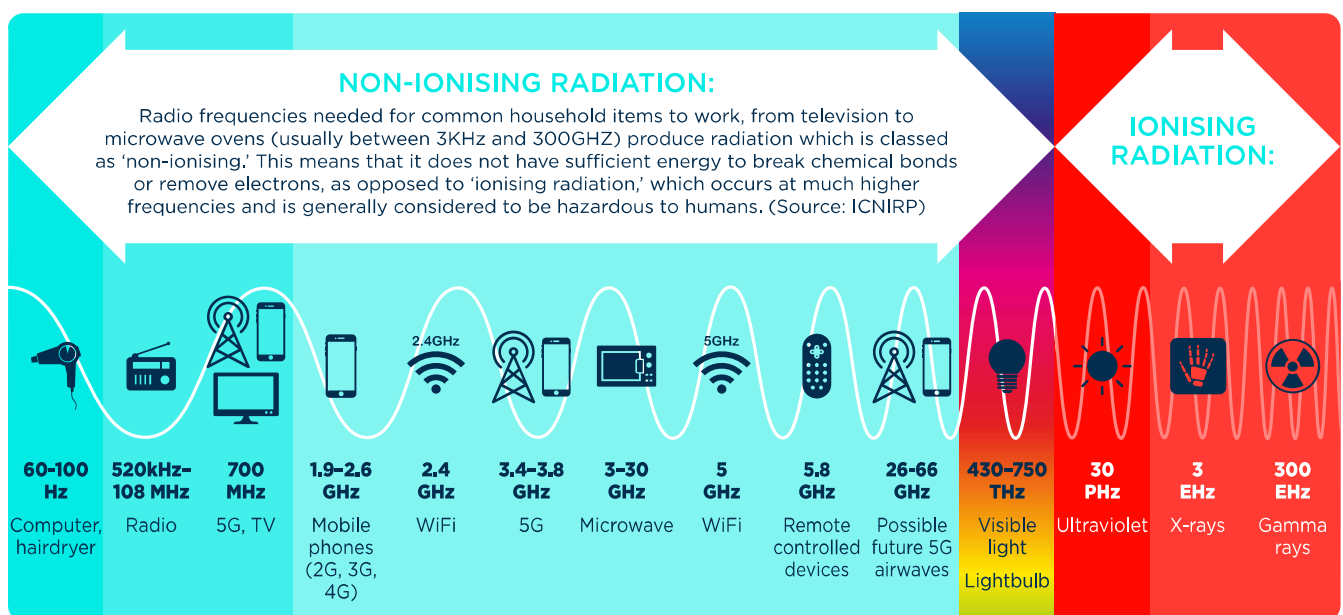 NON-IONISING RADIATION:
Radio frequencies needed for common household items to work, from television to
microwave ovens (usually between 3KHz and 300GHZ) produce radiation which is classed
as ‘non-ionising.’ This means that it does not have sufficient energy to break chemical bonds
or remove electrons, as opposed to ‘ionising radiation,’ which occurs at much higher
frequencies and is generally considered to be hazardous to humans. (Source: ICNIRP)
IONISING
RADIATION:
2.4GHz
5GHz
60-100
Hz
Computer,
hairdryer
520kHz–
108 MHz
Radio
700
MHz
5G, TV
1.9–2.6
GHz
Mobile
phones
(2G, 3G,
4G)
2.4
GHz
WiFi
3.4–3.8
GHz
5G
3–30
GHz
Microwave
5
GHz
WiFi
5.8
GHz
Remote
controlled
devices
26-66
GHz
Possible
future 5G
airwaves
430–750
THz
Visible
light
Lightbulb
30
PHz
Ultraviolet
3
EHz
X-rays
300
EHz
Gamma
rays